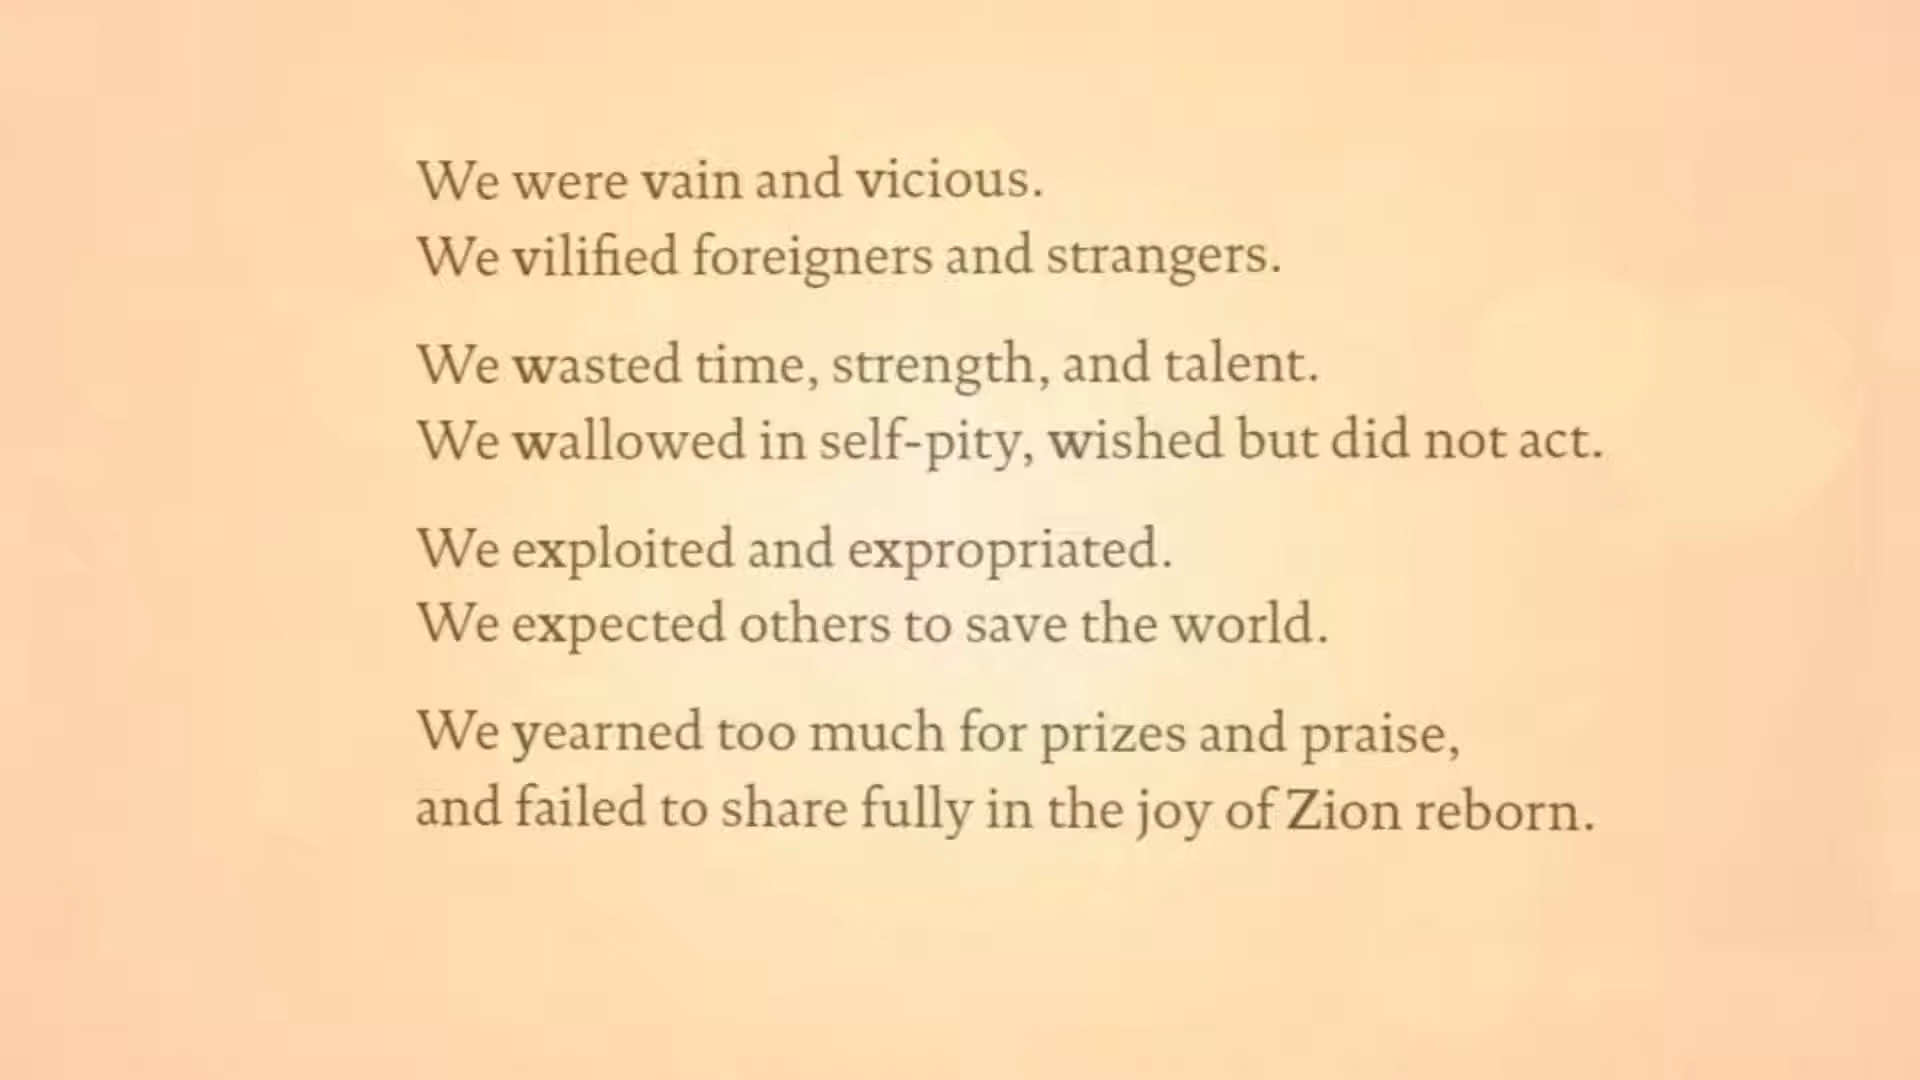 We were vain and vicious.
We vilified foreigners and strangers.
We wasted time, strength, and talent.
We wallowed in self-pity, wished but did not act.
We exploited and expropriated.
We expected others to save the world.
We yearned too much for prizes and praise,
and failed to share fully in the joy of Zion reborn.